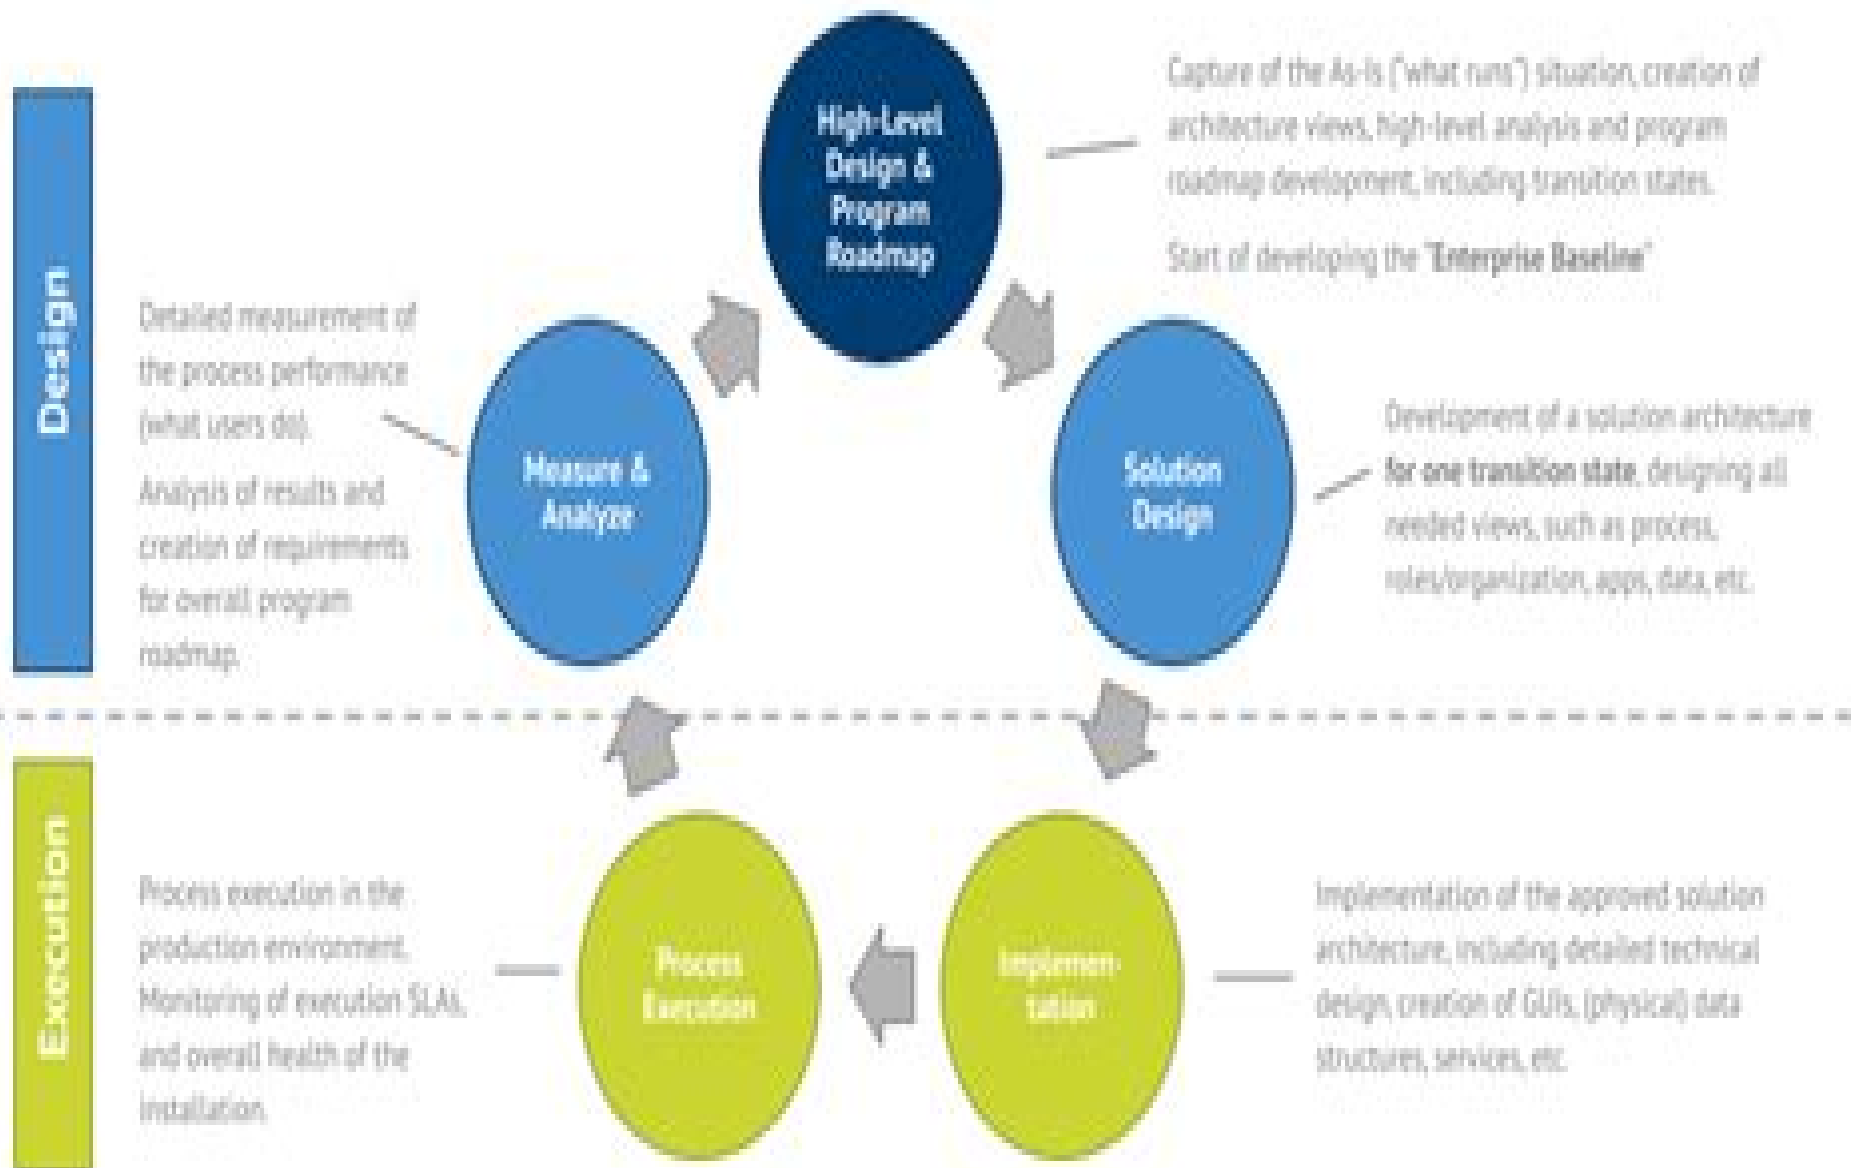 Design
High-Level
Design &
Program
Roadmap
Capture of the As-Is ("what runs") situation, creation of
architecture views, high-level analysis and program
roadmap development, including transition states.
Start of developing the "Enterprise Baseline"
Detailed measurement of
the process performance
(what users do).
Analysis of results and
creation of requirements
for overall program
roadmap.
Measure &
Analyze
Solution
Design
Development of a solution architecture
for one transition state, designing all
needed views, such as process,
roles/organization, apps, data, etc.
Execution
Process execution in the
production environment.
Monitoring of execution SLAs,
and overall health of the
installation.
Process
Execution
Implemen-
tation
Implementation of the approved solution
architecture, including detailed technical
design, creation of GUIs, (physical) data
structures, services, etc.